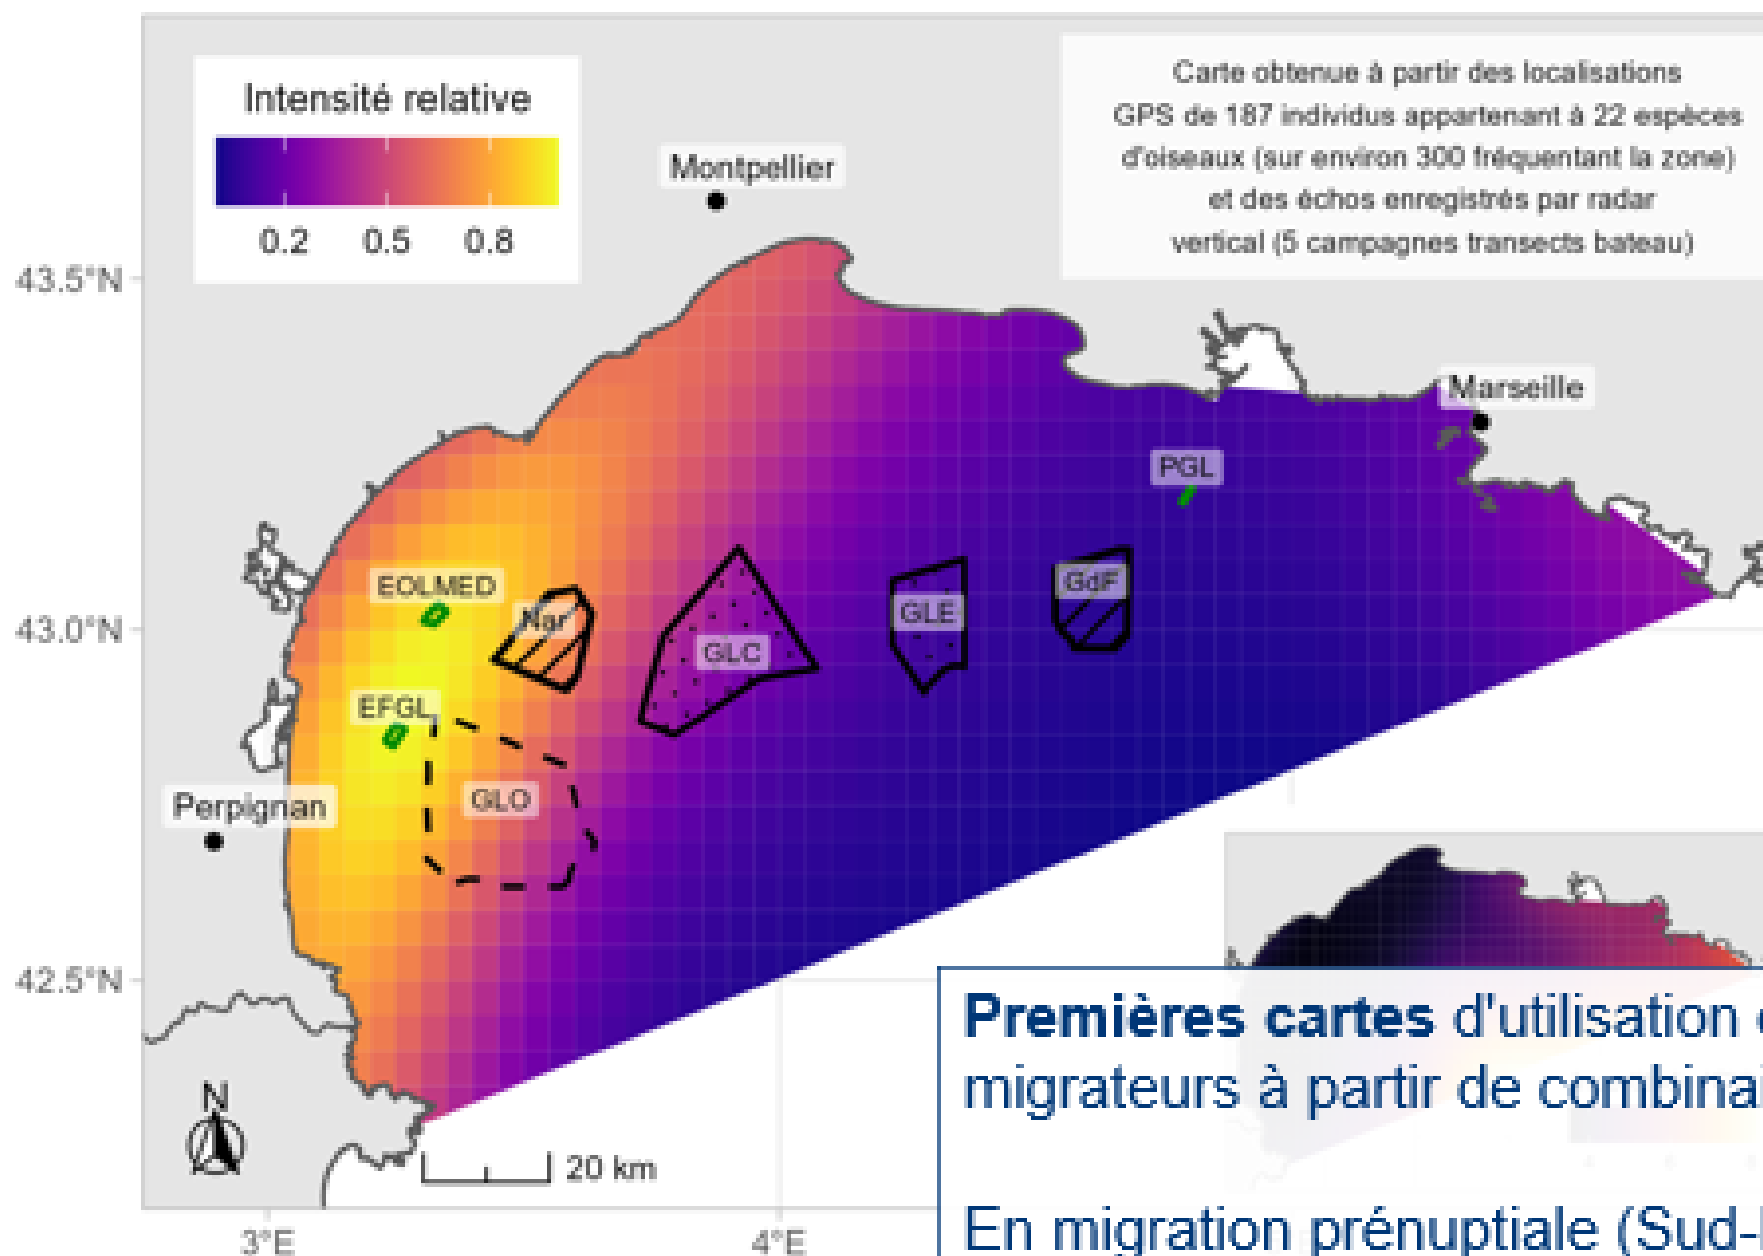 Intensité relative
0.2 0.5 0.8
Carte obtenue à partir des localisations
GPS de 187 individus appartenant à 22 espèces
d'oiseaux (sur environ 300 fréquentant la zone)
et des échos enregistrés par radar
vertical (5 campagnes transects bateau)
Montpellier
43.5°N
Marseille
PGL
EOLMED
Nar
GdF
GLE
43.0°N
GLC
EFGL
GLO
Perpignan
42.5°N
Premières cartes d'utilisation
migrateurs à partir de combinai
N
20 km
En migration prénuptiale (Sud-
3°E
4°E